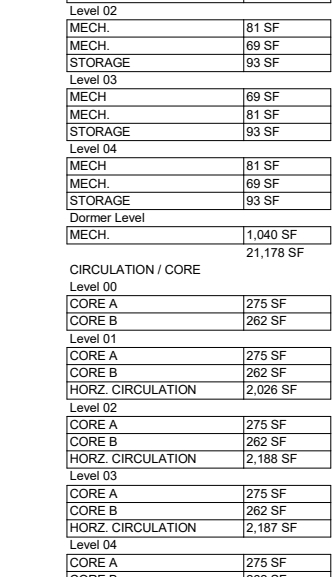 Level 02
MECH. 81 SF
MECH. 69 SF
STORAGE 93 SF
Level 03
MECH 69 SF
MECH. 81 SF
STORAGE 93 SF
Level 04
MECH 81 SF
MECH. 69 SF
STORAGE 93 SF
Dormer Level
MECH. 1,040 SF
21,178 SF
CIRCULATION / CORE
Level 00
CORE A 275 SF
CORE B 262 SF
Level 01
CORE A 275 SF
CORE B 262 SF
HORZ. CIRCULATION 2,026 SF
Level 02
CORE A 275 SF
CORE B 262 SF
HORZ. CIRCULATION 2,188 SF
Level 03
CORE A 275 SF
CORE B 262 SF
HORZ. CIRCULATION 2,187 SF
Level 04
CORE A 275 SF